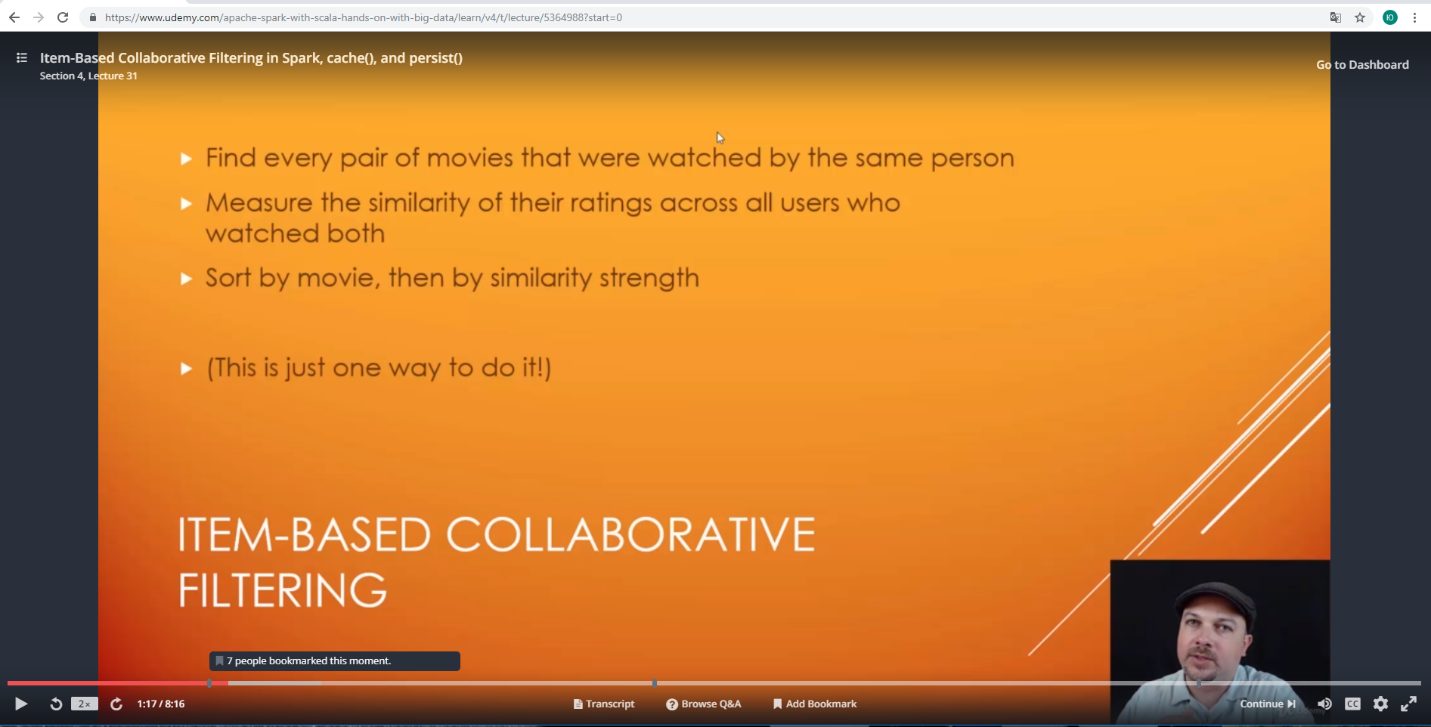 https://www.udemy.com/apache-spark-with-scala-hands-on-with-big-data/learn/v4/t/lecture/5364988?start=0
Ю
Item-Based Collaborative Filtering in Spark, cache(), and persist()
Section 4, Lecture 31
Go to Dashboard
Find every pair of movies that were watched by the same person
Measure the similarity of their ratings across all users who
watched both
Sort by movie, then by similarity strength
(This is just one way to do it!)
ITEM-BASED COLLABORATIVE
FILTERING
7 people bookmarked this moment.
2x
1:17 / 8:16
Transcript
Browse Q&A
Add Bookmark
Continue
CC